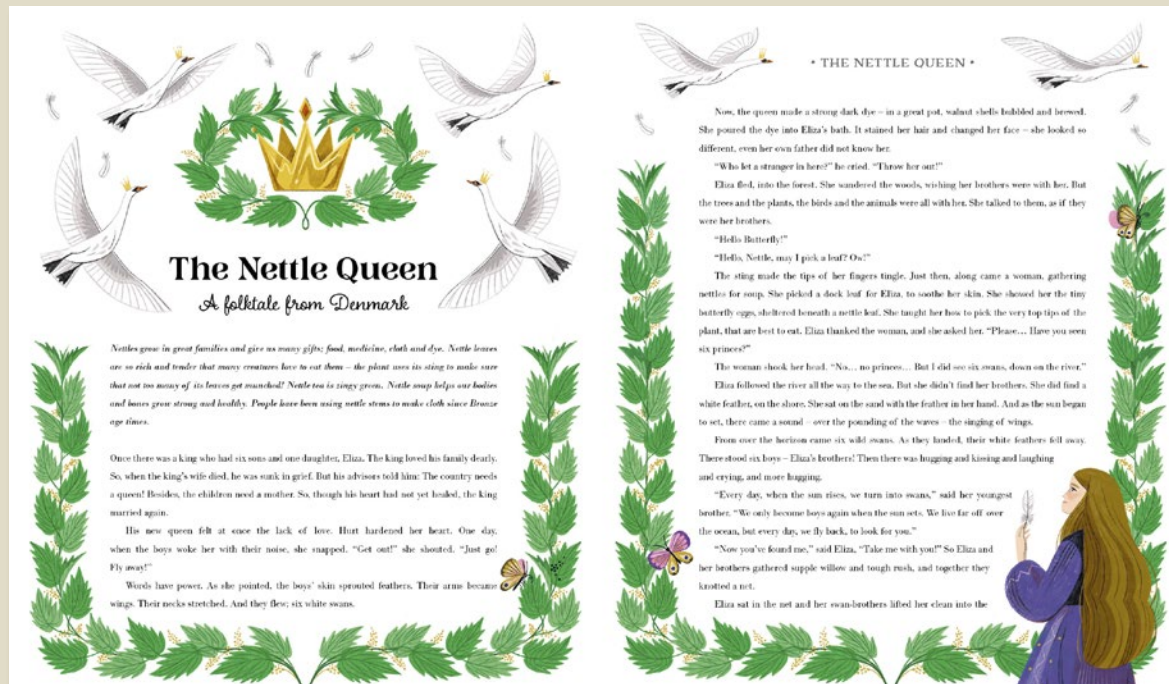 The Nettle Queen
A folktale from Denmark
Nettles grow in great families and give us many gifts; food, medicine, cloth and dye. Nettle leaves
are so rich and tender that many creatures love to eat them – the plant uses its sting to make sure
that not too many of its leaves get munched! Nettle tea is zingy green. Nettle soup helps our bodies
and bones grow strong and healthy. People have been using nettle stems to make cloth since Bronze
age times.
Once there was a king who had six sons and one daughter, Eliza. The king loved his family dearly.
So, when the king's wife died, he was sunk in grief. But his advisors told him: The country needs
a queen! Besides, the children need a mother. So, though his heart had not yet healed, the king
married again.
His new queen felt at once the lack of love. Hurt hardened her heart. One day,
when the boys woke her with their noise, she snapped. "Get out!" she shouted. "Just go!
Fly away!"
Words have power. As she pointed, the boys' skin sprouted feathers. Their arms became
wings. Their necks stretched. And they flew; six white swans.
• THE NETTLE QUEEN •
Now, the queen made a strong dark dye – in a great pot, walnut shells bubbled and brewed.
She poured the dye into Eliza's bath. It stained her hair and changed her face – she looked so
different, even her own father did not know her.
"Who let a stranger in here?" he cried. "Throw her out!"
Eliza fled, into the forest. She wandered the woods, wishing her brothers were with her. But
the trees and the plants, the birds and the animals were all with her. She talked to them, as if they
were her brothers.
"Hello Butterfly!"
"Hello, Nettle, may I pick a leaf? Ow!"
The sting made the tips of her fingers tingle. Just then, along came a woman, gathering
nettles for soup. She picked a dock leaf for Eliza, to soothe her skin. She showed her the tiny
butterfly eggs, sheltered beneath a nettle leaf. She taught her how to pick the very top tips of the
plant, that are best to eat. Eliza thanked the woman, and she asked her. "Please… Have you seen
six princes?"
The woman shook her head. "No… no princes… But I did see six swans, down on the river."
Eliza followed the river all the way to the sea. But she didn't find her brothers. She did find a
white feather, on the shore. She sat on the sand with the feather in her hand. And as the sun began
to set, there came a sound – over the pounding of the waves – the singing of wings.
From over the horizon came six wild swans. As they landed, their white feathers fell away.
There stood six boys – Eliza's brothers! Then there was hugging and kissing and laughing
and crying, and more hugging.
"Every day, when the sun rises, we turn into swans," said her youngest
brother. "We only become boys again when the sun sets. We live far off over
the ocean, but every day, we fly back, to look for you."
"Now you've found me," said Eliza, "Take me with you!" So Eliza and
her brothers gathered supple willow and tough rush, and together they
knotted a net.
Eliza sat in the net and her swan-brothers lifted her clean into the